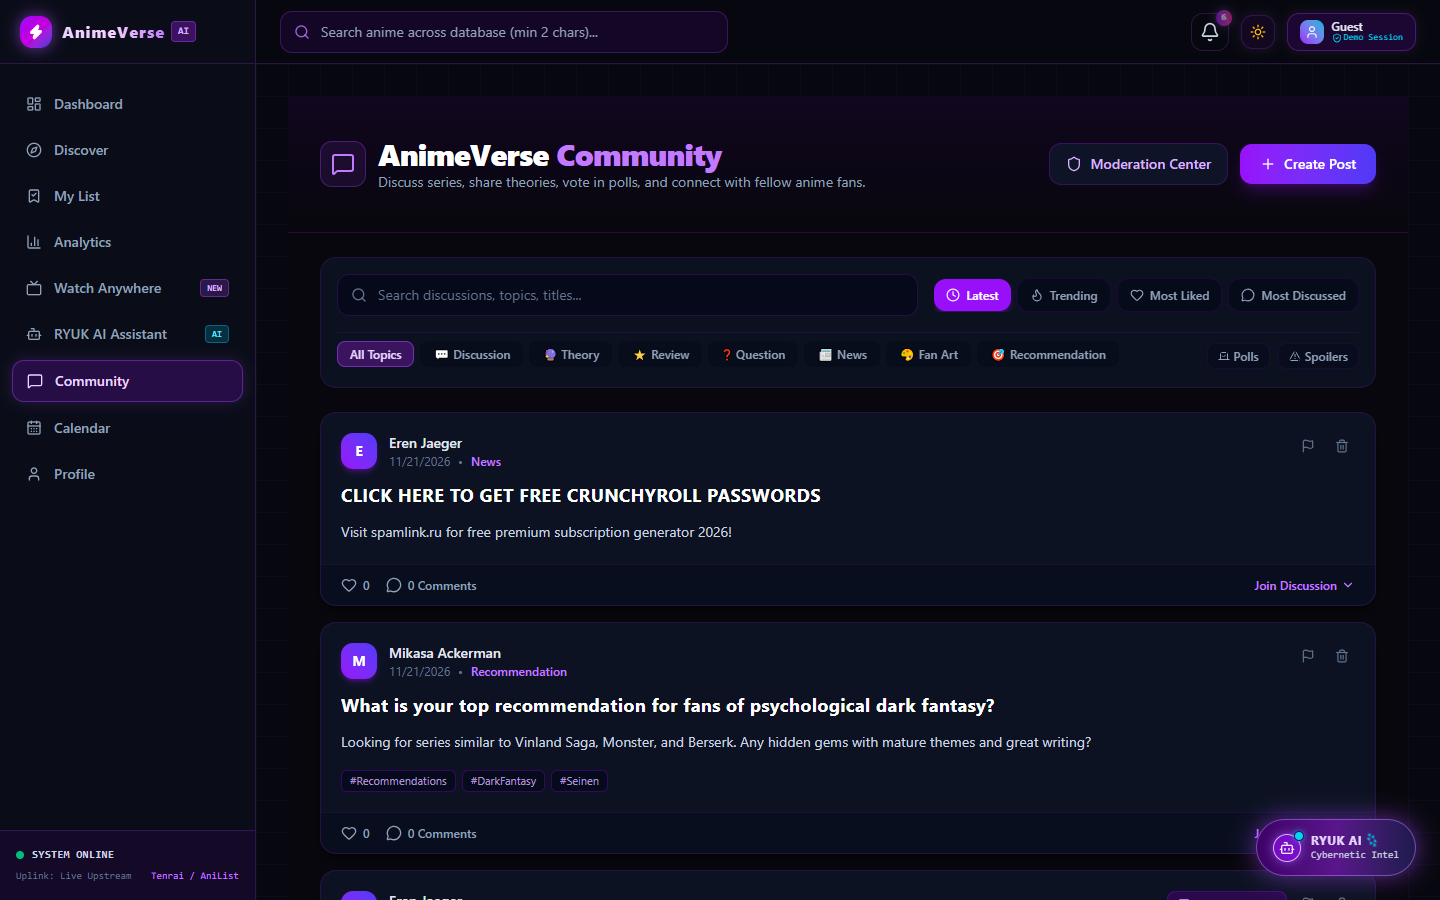 AnimeVerse AI
Search anime across database (min 2 chars)...
6
Guest
Demo Session
Dashboard
Discover
My List
Analytics
Watch Anywhere NEW
RYUK AI Assistant AI
Community
Calendar
Profile
SYSTEM ONLINE
Uplink: Live Upstream Tenrai / AniList
AnimeVerse Community
Discuss series, share theories, vote in polls, and connect with fellow anime fans.
Moderation Center
Create Post
Search discussions, topics, titles...
Latest Trending Most Liked Most Discussed
All Topics Discussion Theory Review Question News Fan Art Recommendation Polls Spoilers
E
Eren Jaeger
11/21/2026 • News
CLICK HERE TO GET FREE CRUNCHYROLL PASSWORDS
Visit spamlink.ru for free premium subscription generator 2026!
0 0 Comments Join Discussion
M
Mikasa Ackerman
11/21/2026 • Recommendation
What is your top recommendation for fans of psychological dark fantasy?
Looking for series similar to Vinland Saga, Monster, and Berserk. Any hidden gems with mature themes and great writing?
#Recommendations #DarkFantasy #Seinen
0 0 Comments
RYUK AI
Cybernetic Intel
Eren Jaeger